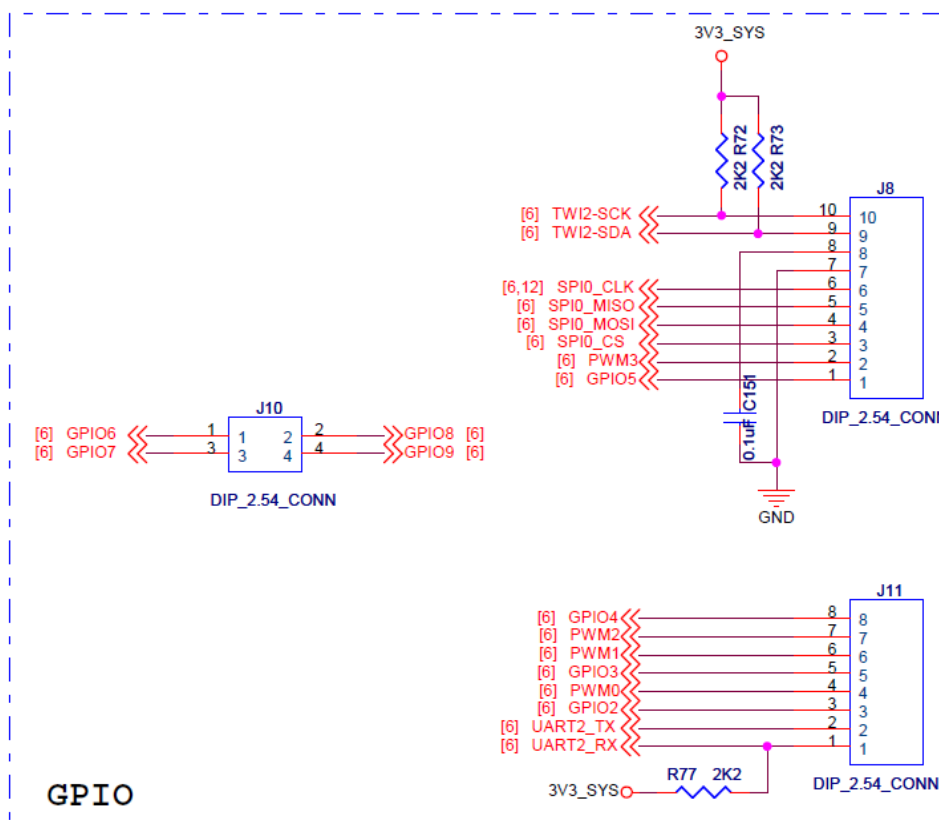 3V3_SYS
2K2 R72
2K2 R73
J8
[6] TWI2-SCK 10 10
[6] TWI2-SDA 9 9
8 8
7 7
[6,12] SPI0_CLK 6 6
[6] SPI0_MISO 5 5
[6] SPI0_MOSI 4 4
[6] SPI0_CS 3 3
[6] PWM3 2 2
[6] GPIO5 1 1
0.1uF C151
DIP_2.54_CONN
GND
J10
[6] GPIO6 1 1 2 2 GPIO8 [6]
[6] GPIO7 3 3 4 4 GPIO9 [6]
DIP_2.54_CONN
J11
[6] GPIO4 8 8
[6] PWM2 7 7
[6] PWM1 6 6
[6] GPIO3 5 5
[6] PWM0 4 4
[6] GPIO2 3 3
[6] UART2_TX 2 2
[6] UART2_RX 1 1
R77 2K2
3V3_SYS
DIP_2.54_CONN
GPIO